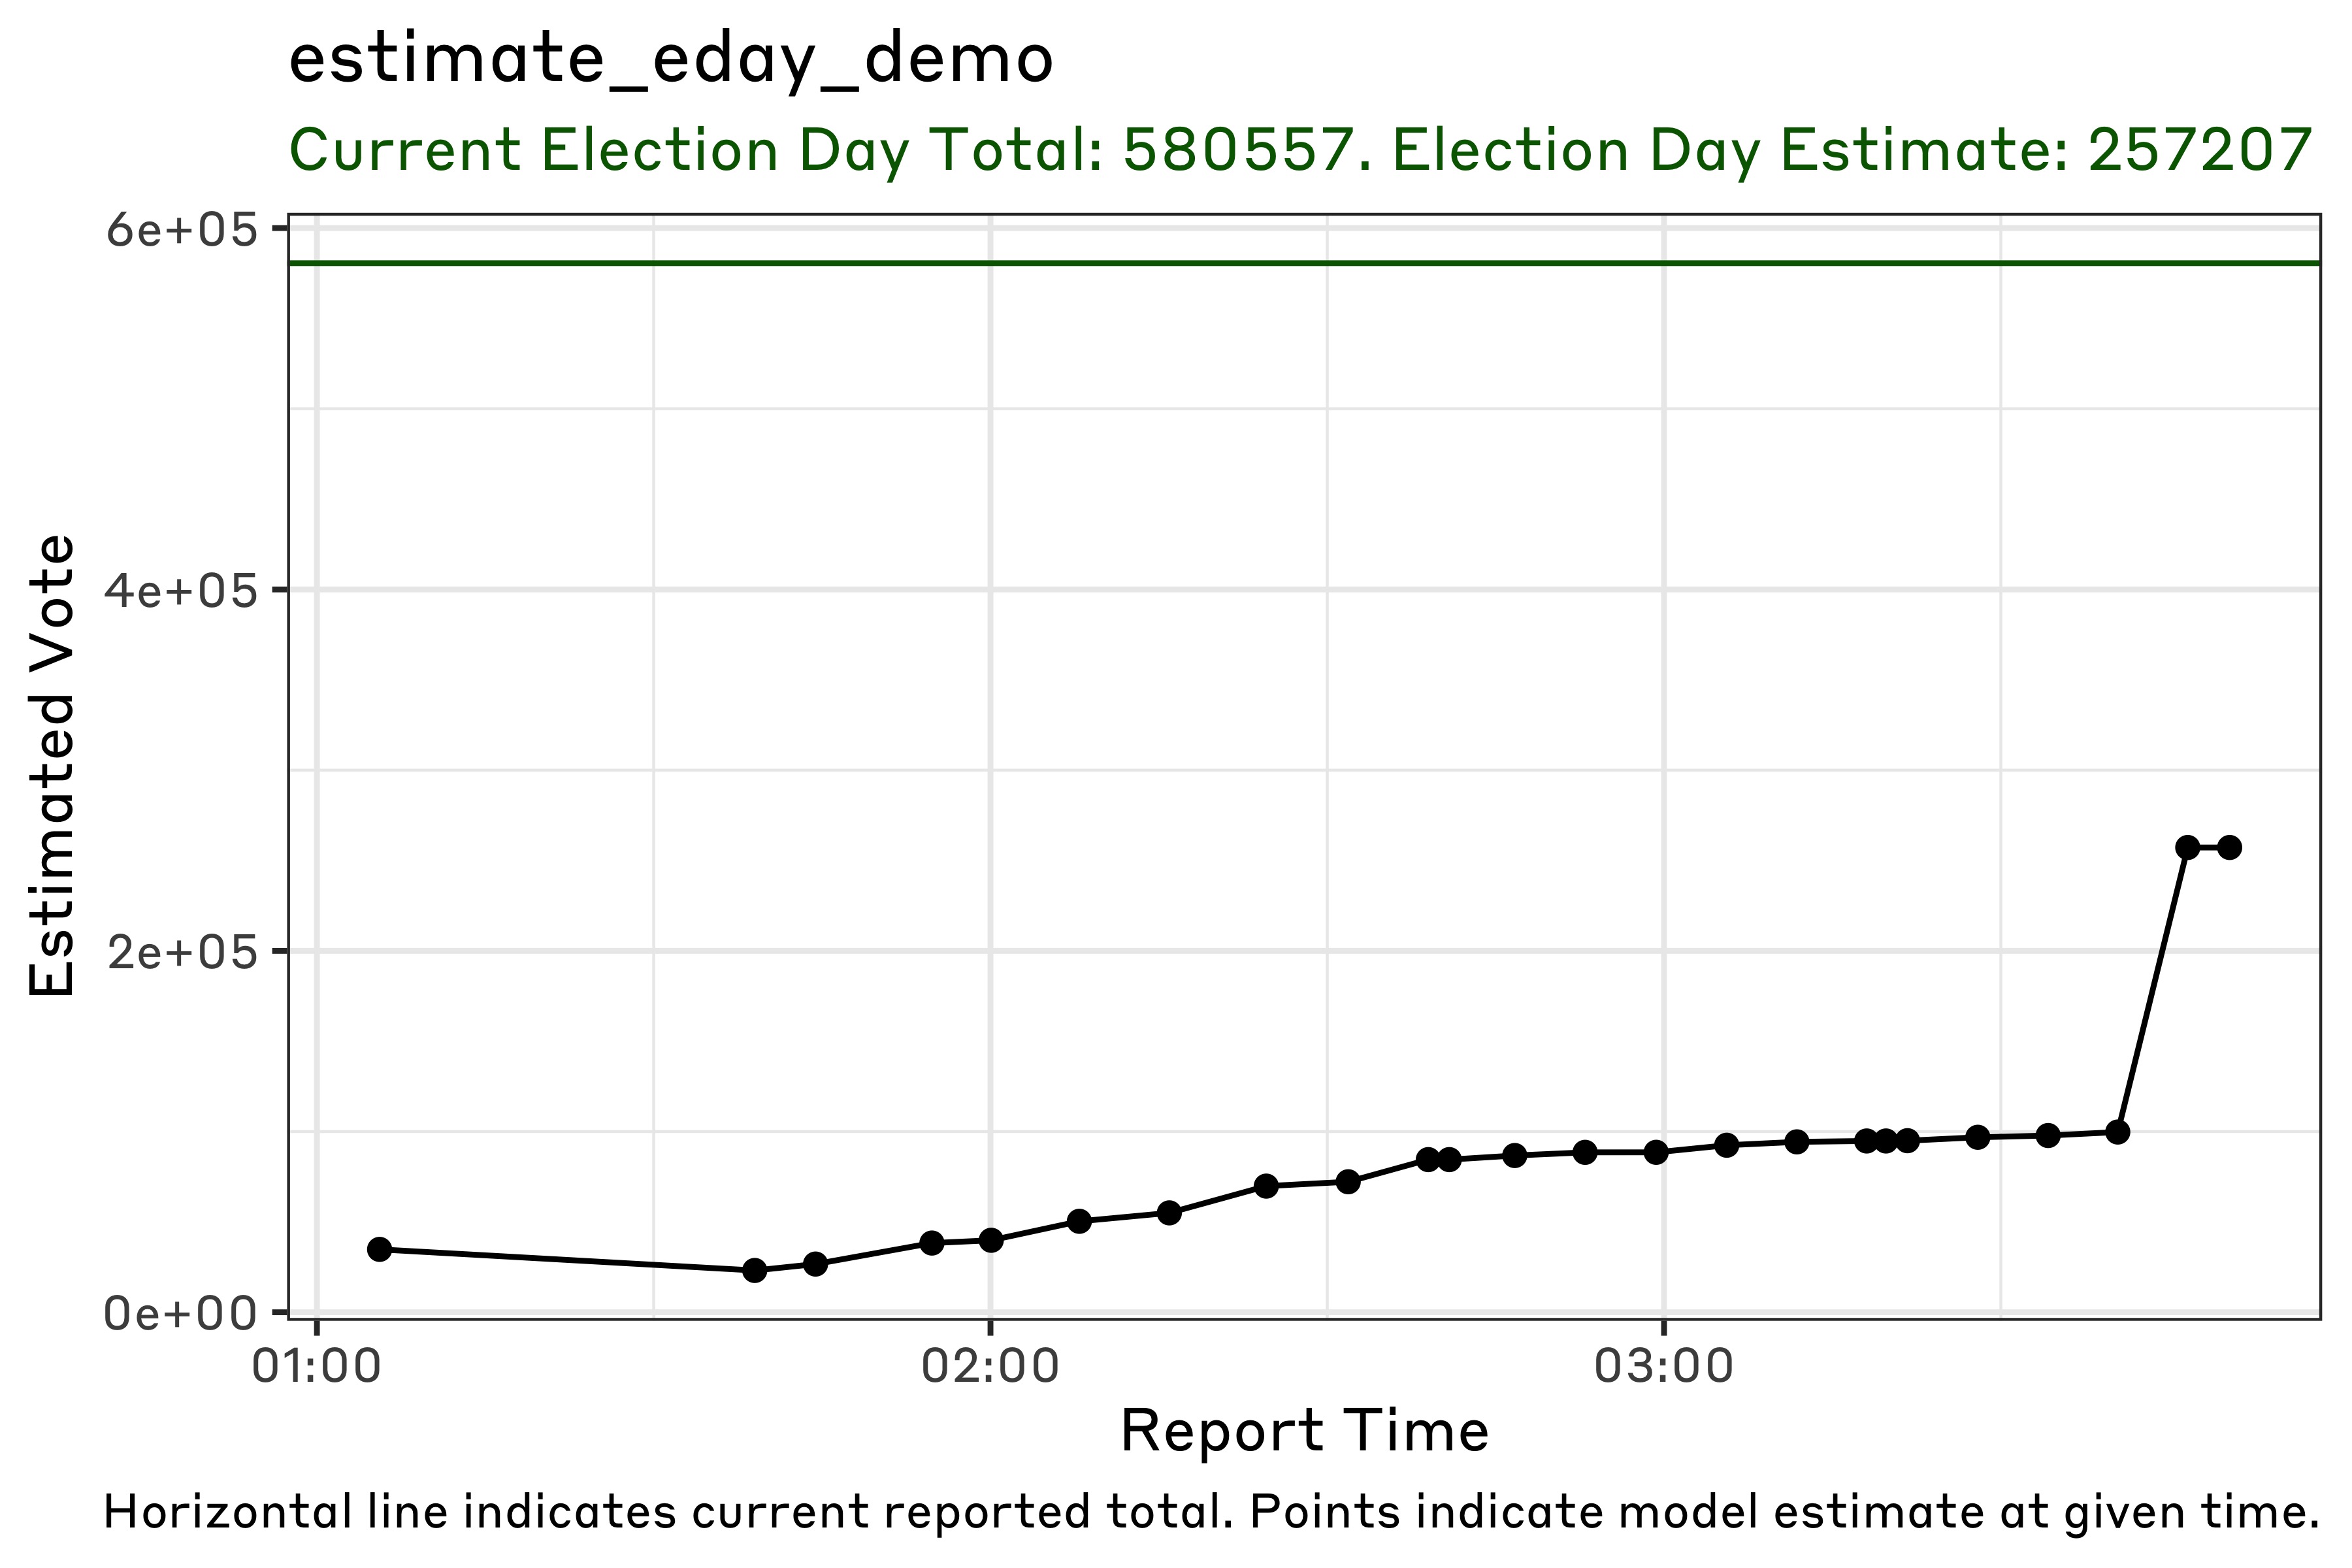 estimate_eday_demo
Current Election Day Total: 580557. Election Day Estimate: 257207
6e+05
4e+05
2e+05
0e+00
Estimated Vote
01:00 02:00 03:00
Report Time
Horizontal line indicates current reported total. Points indicate model estimate at given time.